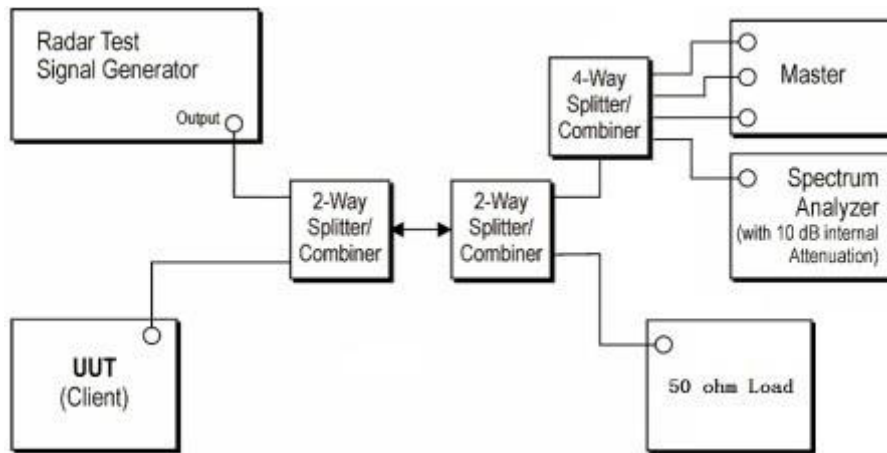 Radar Test
Signal Generator
Output
4-Way
Splitter/
Combiner
Master
2-Way
Splitter/
Combiner
2-Way
Splitter/
Combiner
Spectrum
Analyzer
(with 10 dB internal
Attenuation)
UUT
(Client)
50 ohm Load